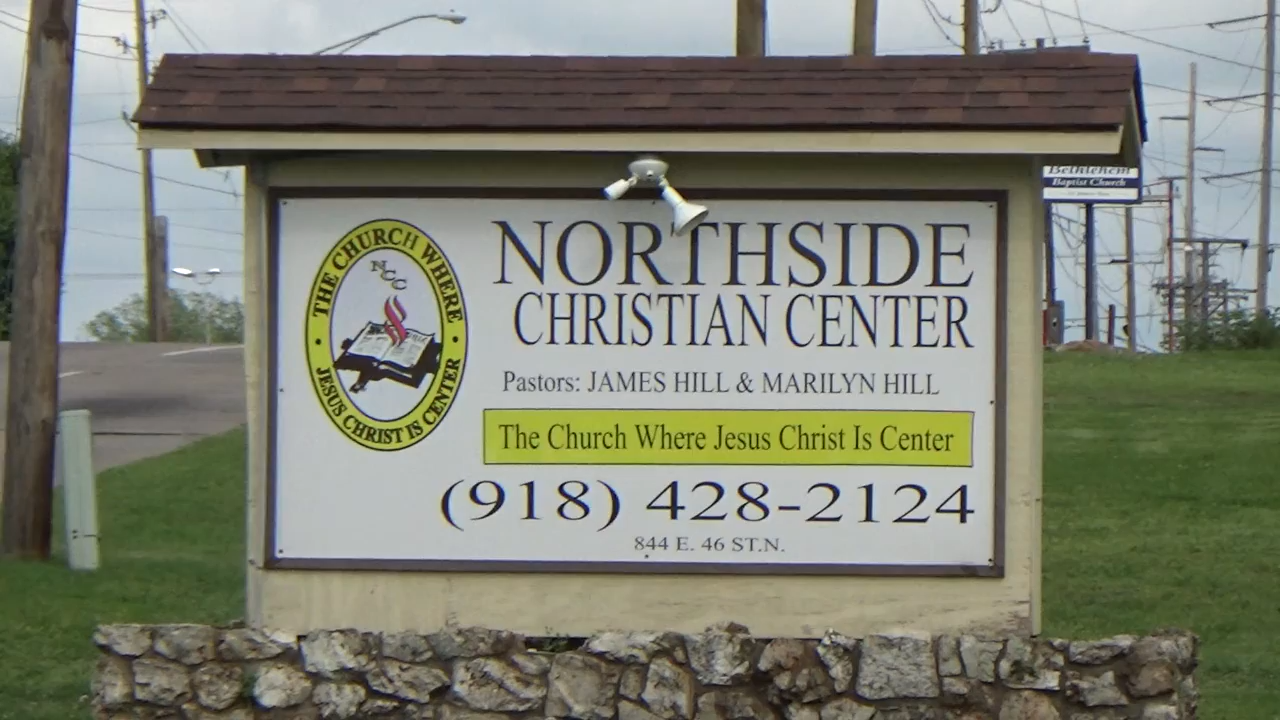 THE CHURCH WHERE
NCC
JESUS CHRIST IS CENTER
NORTHSIDE
CHRISTIAN CENTER
Pastors: JAMES HILL & MARILYN HILL
The Church Where Jesus Christ Is Center
(918) 428-2124
844 E. 46 ST.N.
Bethlehem
Baptist Church